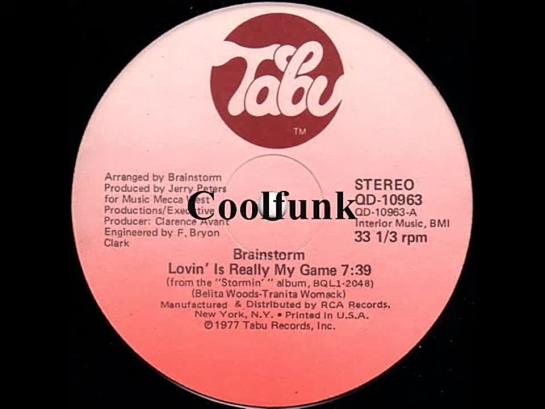 Tabu
TM
Arranged by Brainstorm
Produced by Jerry Peters
for Music Mecca West
Productions/Executive
Producer: Clarence Avant
Engineered by F. Bryon
Clark
Coolfunk
STEREO
QD-10963
QD-10963-A
Interior Music, BMI
33 1/3 rpm
Brainstorm
Lovin' Is Really My Game 7:39
(from the "Stormin'" album, BQL1-2048)
(Belita Woods-Tranita Womack)
Manufactured & Distributed by RCA Records,
New York, N.Y. • Printed in U.S.A.
℗1977 Tabu Records, Inc.